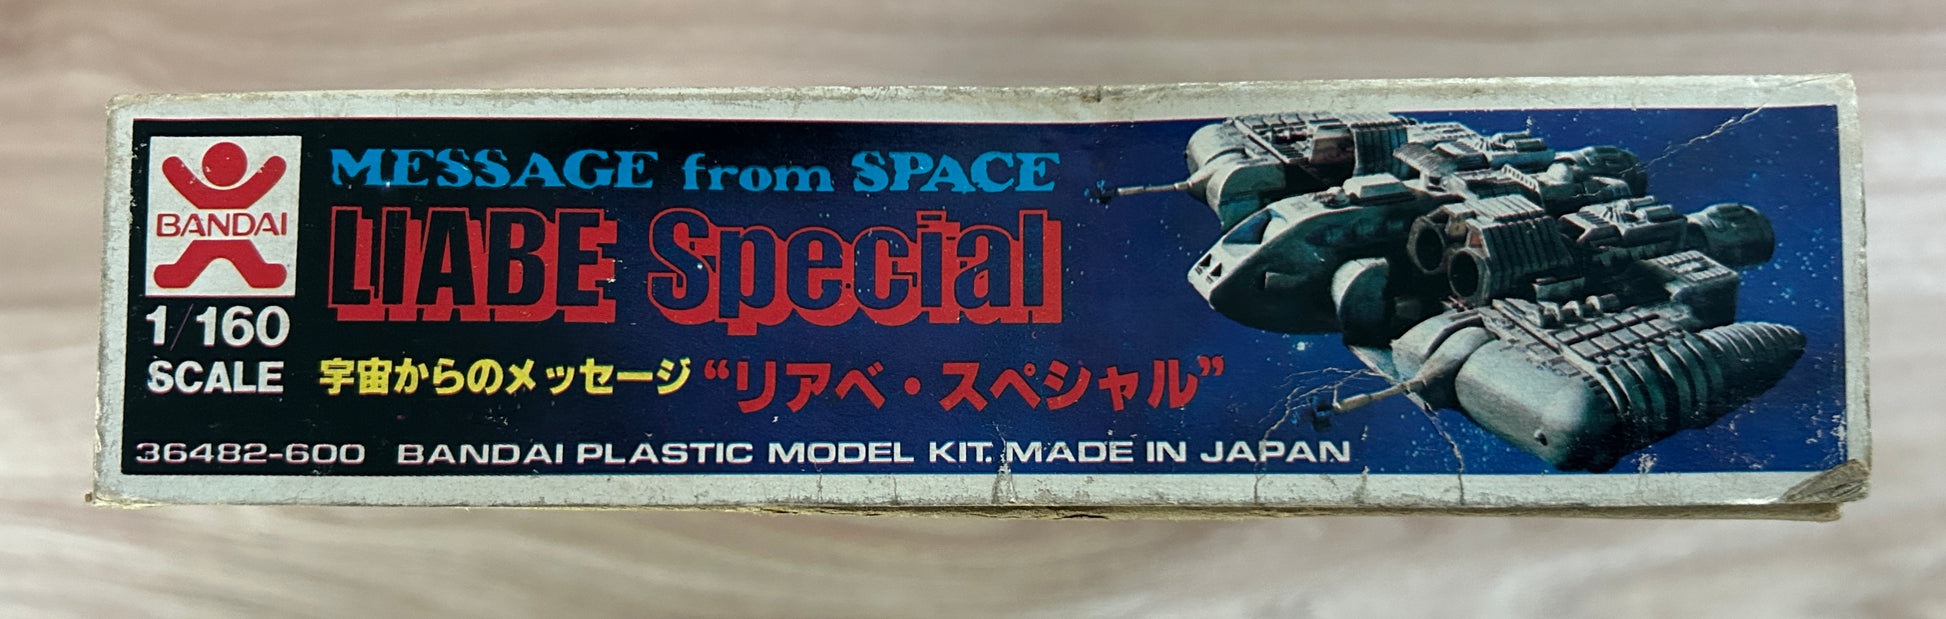 BANDAI
1/160
SCALE
MESSAGE from SPACE
LIABE Special
宇宙からのメッセージ “リアベ・スペシャル”
36482-600 BANDAI PLASTIC MODEL KIT. MADE IN JAPAN